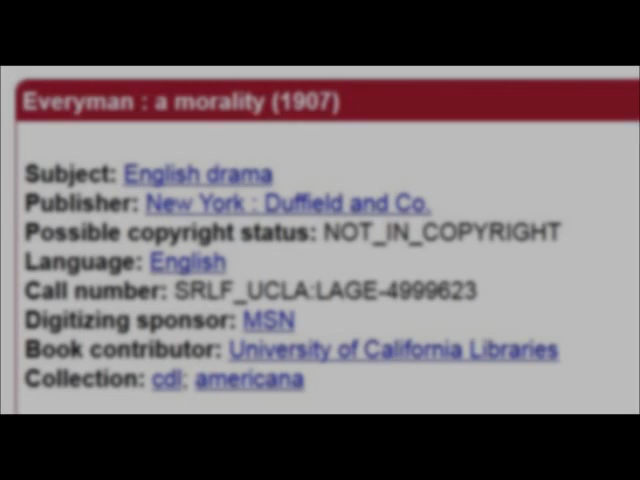 Everyman : a morality (1907)
Subject: English drama
Publisher: New York : Duffield and Co.
Possible copyright status: NOT_IN_COPYRIGHT
Language: English
Call number: SRLF_UCLA:LAGE-4999623
Digitizing sponsor: MSN
Book contributor: University of California Libraries
Collection: cdl; americana